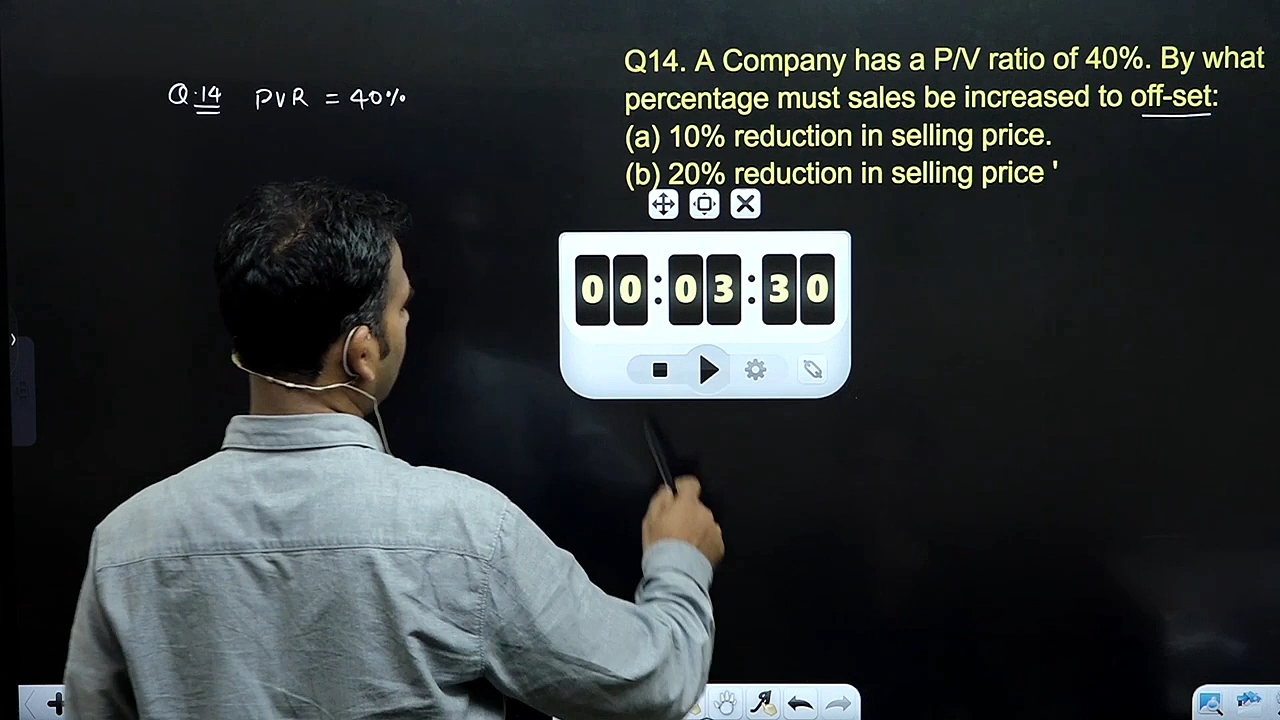 Q14. A Company has a P/V ratio of 40%. By what
percentage must sales be increased to off-set:
(a) 10% reduction in selling price.
(b) 20% reduction in selling price '
Q.14 PVR = 40%
00:03:30